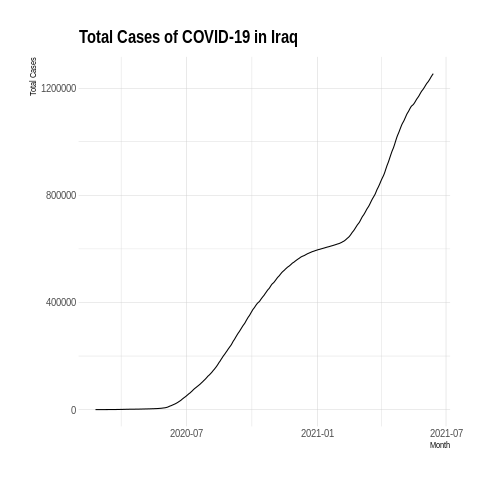 Total Cases of COVID-19 in Iraq
Total Cases
1200000
800000
400000
0
2020-07
2021-01
2021-07
Month